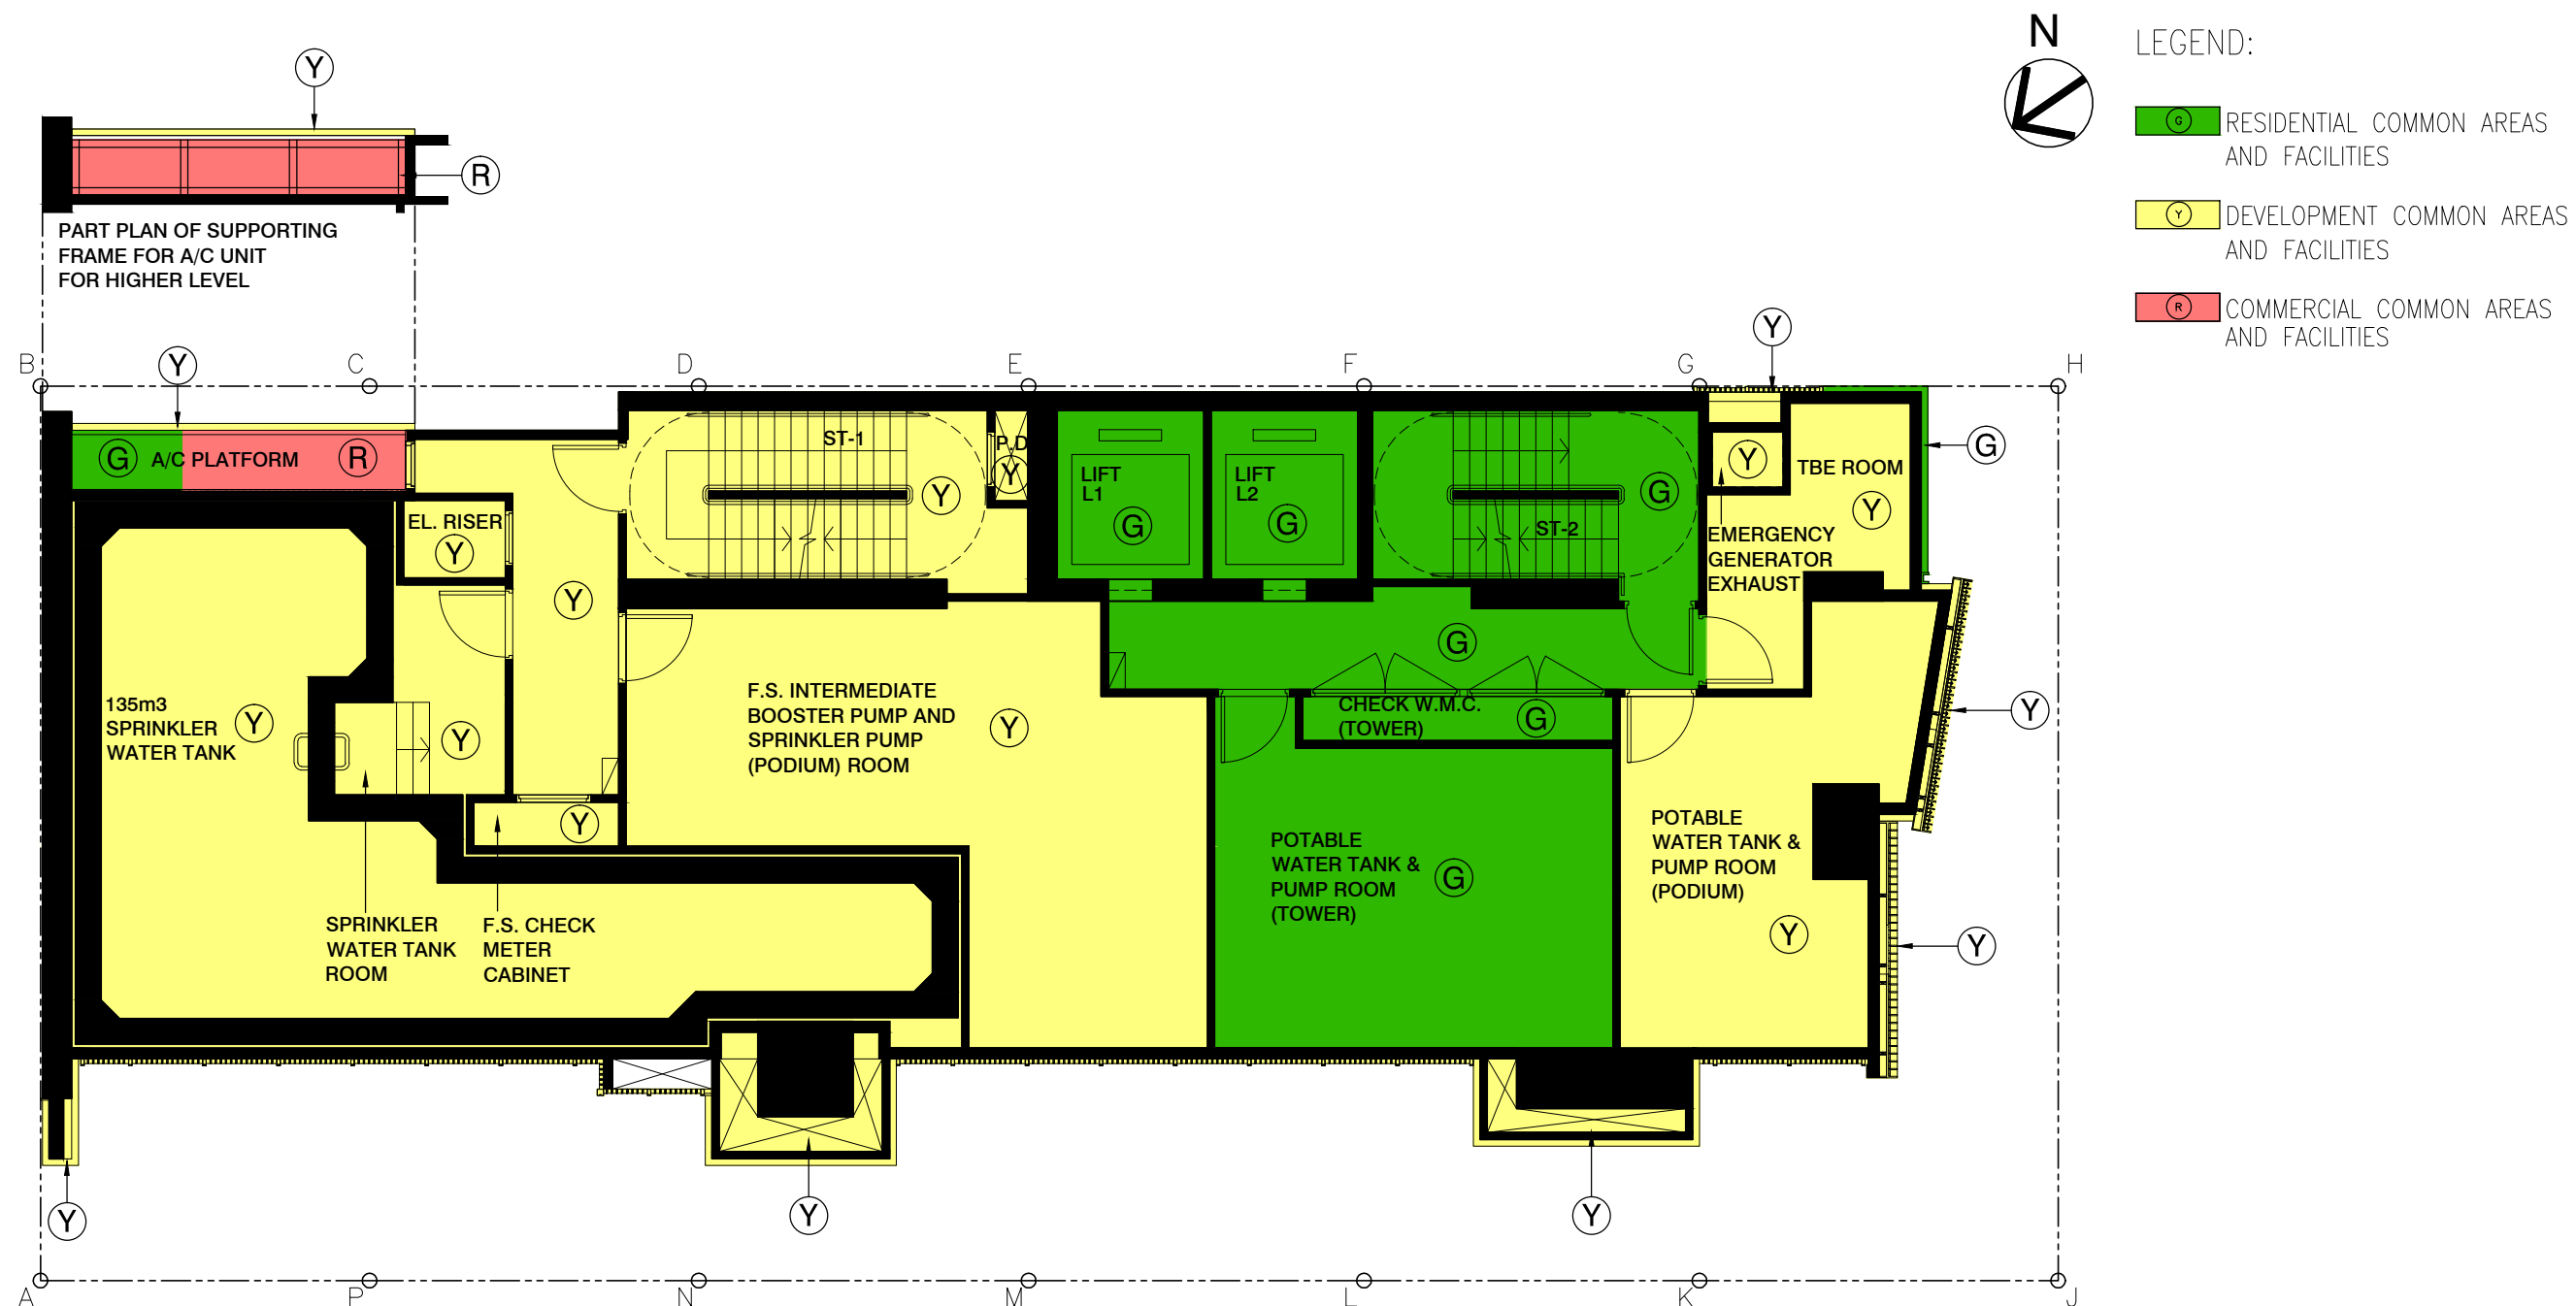 N
LEGEND:
G RESIDENTIAL COMMON AREAS
AND FACILITIES
Y DEVELOPMENT COMMON AREAS
AND FACILITIES
R COMMERCIAL COMMON AREAS
AND FACILITIES
Y
R
PART PLAN OF SUPPORTING
FRAME FOR A/C UNIT
FOR HIGHER LEVEL
Y
Y
B
C
D
E
F
G
H
G
A/C PLATFORM
R
ST-1
Y
P.D
Y
LIFT
L1
G
LIFT
L2
G
G
ST-2
Y
TBE ROOM
Y
G
EMERGENCY
GENERATOR
EXHAUST
EL. RISER
Y
Y
G
135m3
SPRINKLER
WATER TANK
Y
Y
F.S. INTERMEDIATE
BOOSTER PUMP AND
SPRINKLER PUMP
(PODIUM) ROOM
Y
CHECK W.M.C.
(TOWER)
G
Y
Y
POTABLE
WATER TANK &
PUMP ROOM
(TOWER)
G
POTABLE
WATER TANK &
PUMP ROOM
(PODIUM)
Y
Y
SPRINKLER
WATER TANK
ROOM
F.S. CHECK
METER
CABINET
Y
Y
Y
A
P
N
M
L
K
J